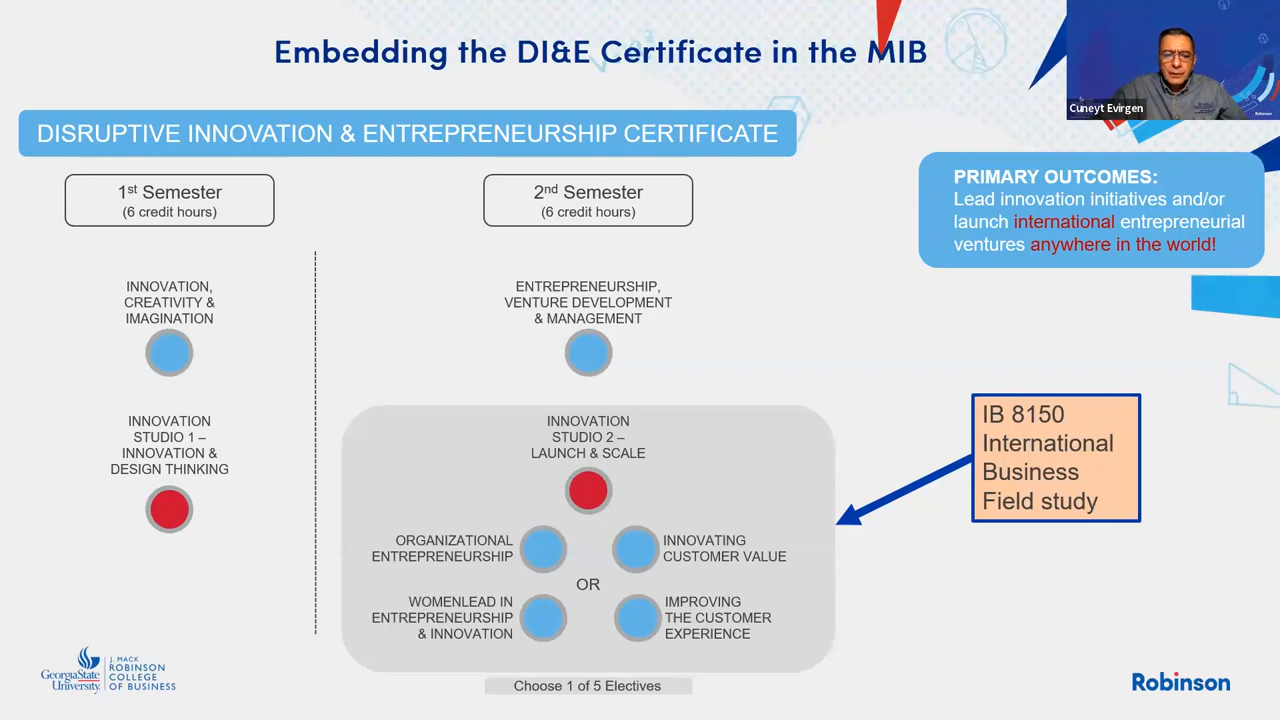 Embedding the DI&E Certificate in the MIB
Cuneyt Evirgen
Robinson
DISRUPTIVE INNOVATION & ENTREPRENEURSHIP CERTIFICATE
PRIMARY OUTCOMES:
Lead innovation initiatives and/or
launch international entrepreneurial
ventures anywhere in the world!
1st Semester
(6 credit hours)
2nd Semester
(6 credit hours)
INNOVATION,
CREATIVITY &
IMAGINATION
ENTREPRENEURSHIP,
VENTURE DEVELOPMENT
& MANAGEMENT
INNOVATION
STUDIO 1 –
INNOVATION &
DESIGN THINKING
INNOVATION
STUDIO 2 –
LAUNCH & SCALE
ORGANIZATIONAL
ENTREPRENEURSHIP
INNOVATING
CUSTOMER VALUE
OR
WOMENLEAD IN
ENTREPRENEURSHIP
& INNOVATION
IMPROVING
THE CUSTOMER
EXPERIENCE
Choose 1 of 5 Electives
IB 8150
International
Business
Field study
GeorgiaState
University
J. MACK
ROBINSON
COLLEGE
OF BUSINESS
Robinson